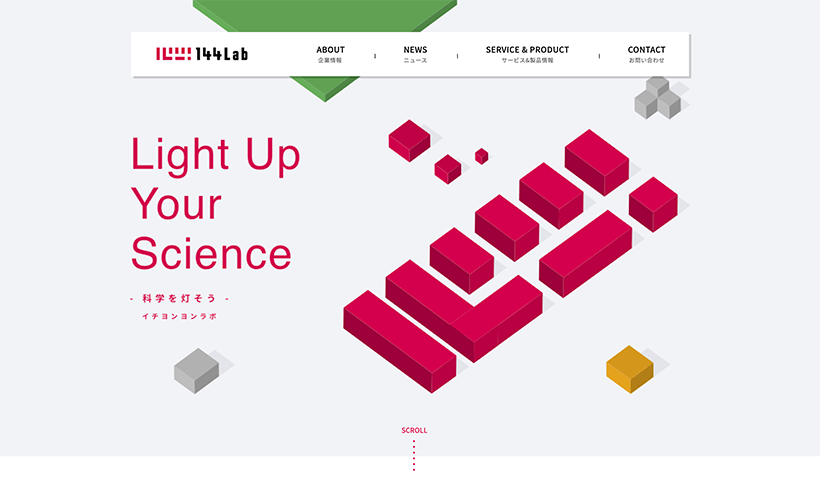 144Lab
ABOUT
企業情報
NEWS
ニュース
SERVICE & PRODUCT
サービス&製品情報
CONTACT
お問い合わせ
Light Up
Your
Science
- 科学を灯そう -
イチヨンヨンラボ
SCROLL